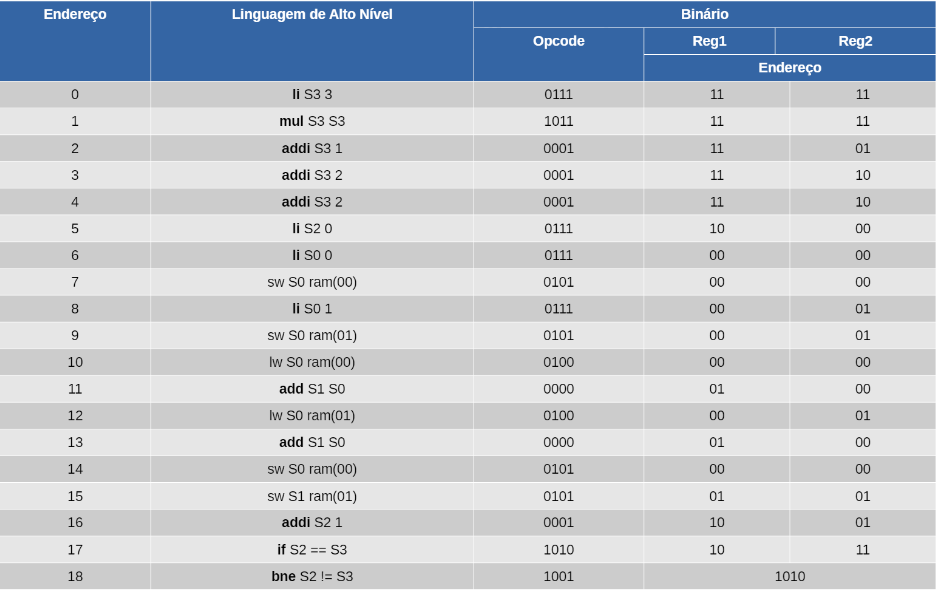 Endereço Linguagem de Alto Nível Binário
Opcode Reg1 Reg2
Endereço
0 li S3 3 0111 11 11
1 mul S3 S3 1011 11 11
2 addi S3 1 0001 11 01
3 addi S3 2 0001 11 10
4 addi S3 2 0001 11 10
5 li S2 0 0111 10 00
6 li S0 0 0111 00 00
7 sw S0 ram(00) 0101 00 00
8 li S0 1 0111 00 01
9 sw S0 ram(01) 0101 00 01
10 lw S0 ram(00) 0100 00 00
11 add S1 S0 0000 01 00
12 lw S0 ram(01) 0100 00 01
13 add S1 S0 0000 01 00
14 sw S0 ram(00) 0101 00 00
15 sw S1 ram(01) 0101 01 01
16 addi S2 1 0001 10 01
17 if S2 == S3 1010 10 11
18 bne S2 != S3 1001 1010